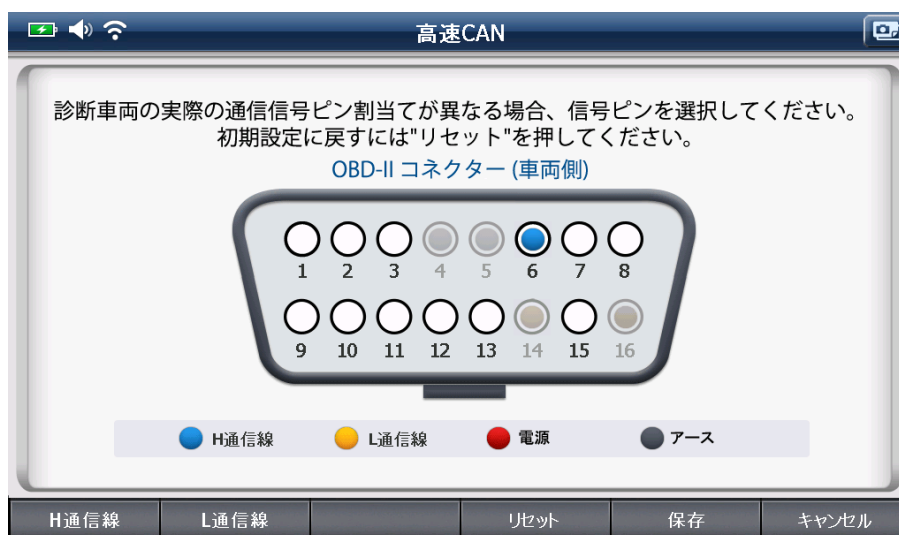 高速CAN
診断車両の実際の通信信号ピン割当てが異なる場合、信号ピンを選択してください。
初期設定に戻すには"リセット"を押してください。
OBD-II コネクター (車両側)
1 2 3 4 5 6 7 8
9 10 11 12 13 14 15 16
H通信線 L通信線 電源 アース
H通信線 L通信線 リセット 保存 キャンセル